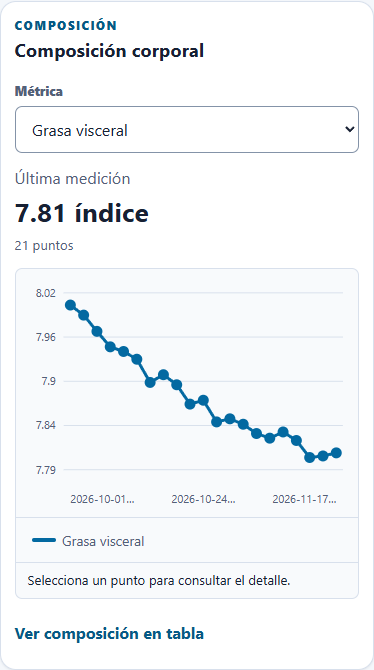 COMPOSICIÓN
Composición corporal
Métrica
Grasa visceral
Última medición
7.81 índice
21 puntos
8.02
7.96
7.9
7.84
7.79
2026-10-01... 2026-10-24... 2026-11-17...
Grasa visceral
Selecciona un punto para consultar el detalle.
Ver composición en tabla